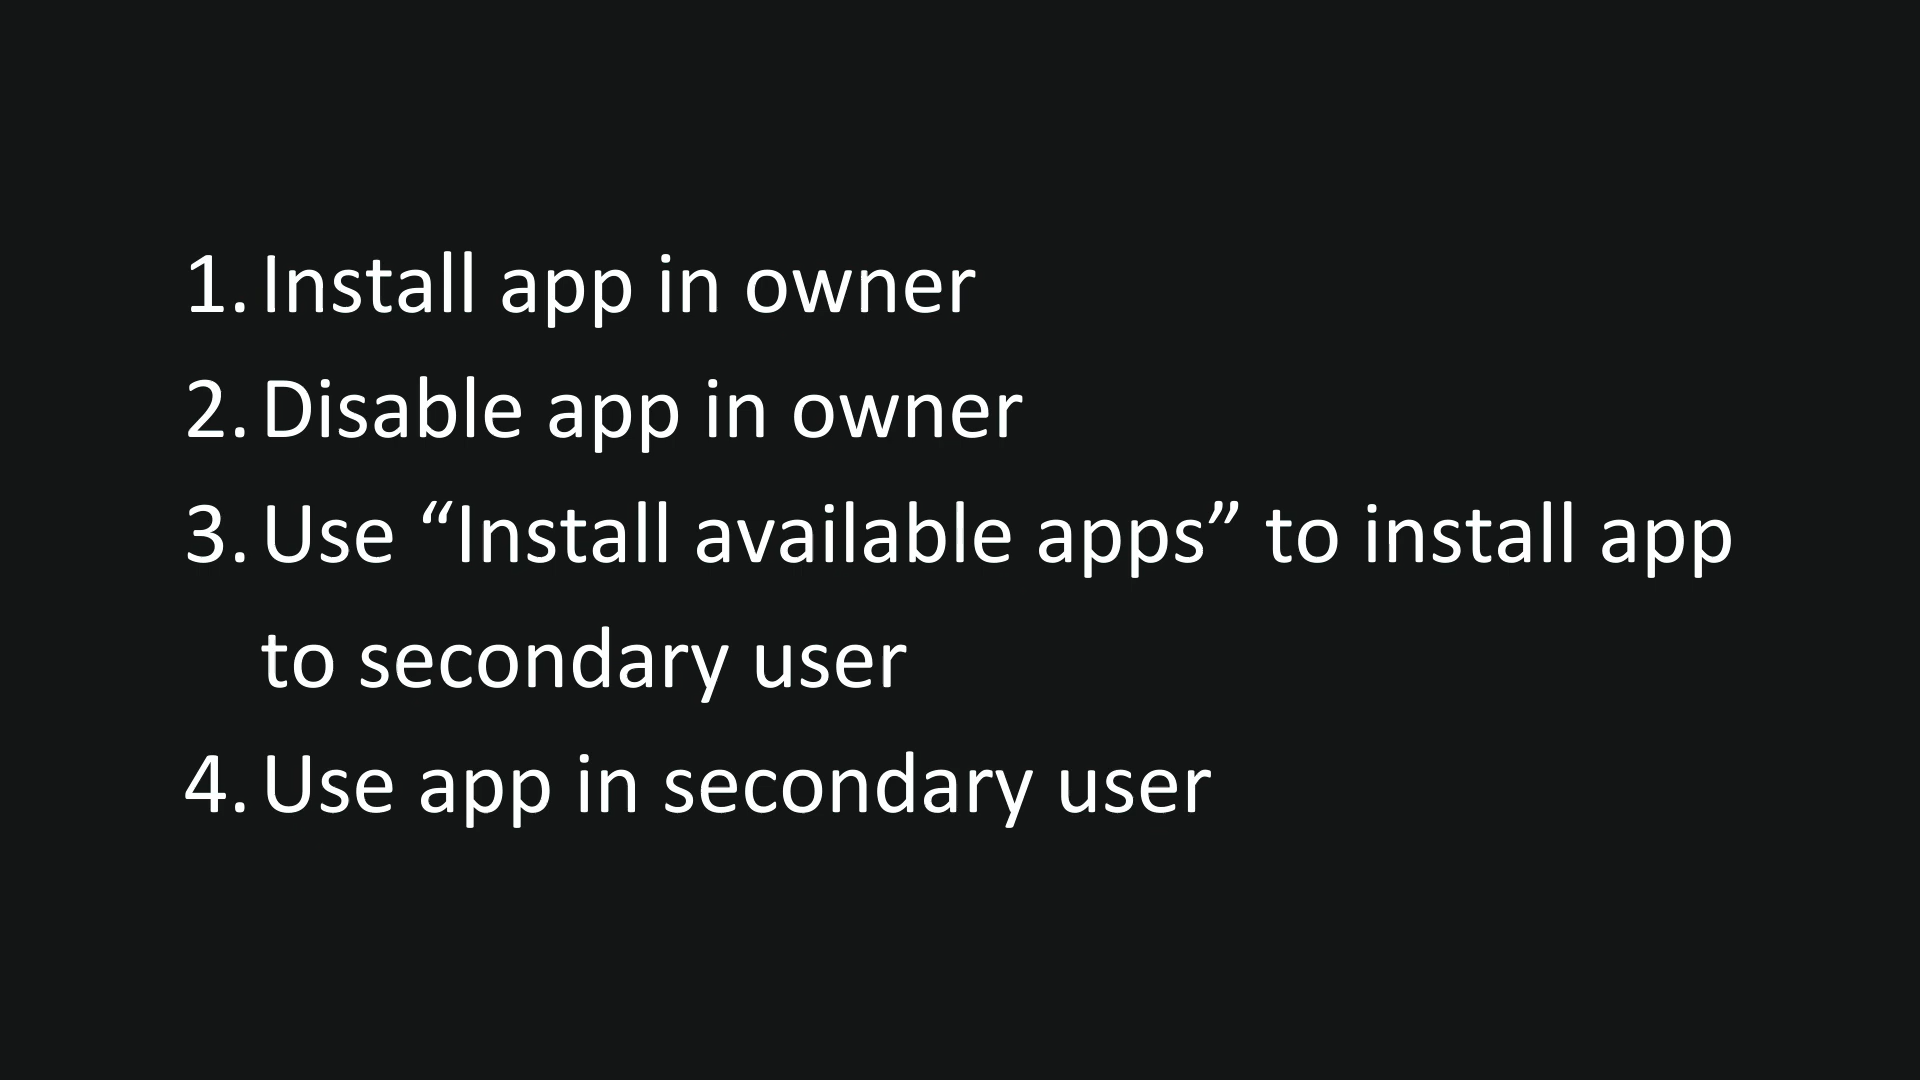 1. Install app in owner
2. Disable app in owner
3. Use “Install available apps” to install app
to secondary user
4. Use app in secondary user